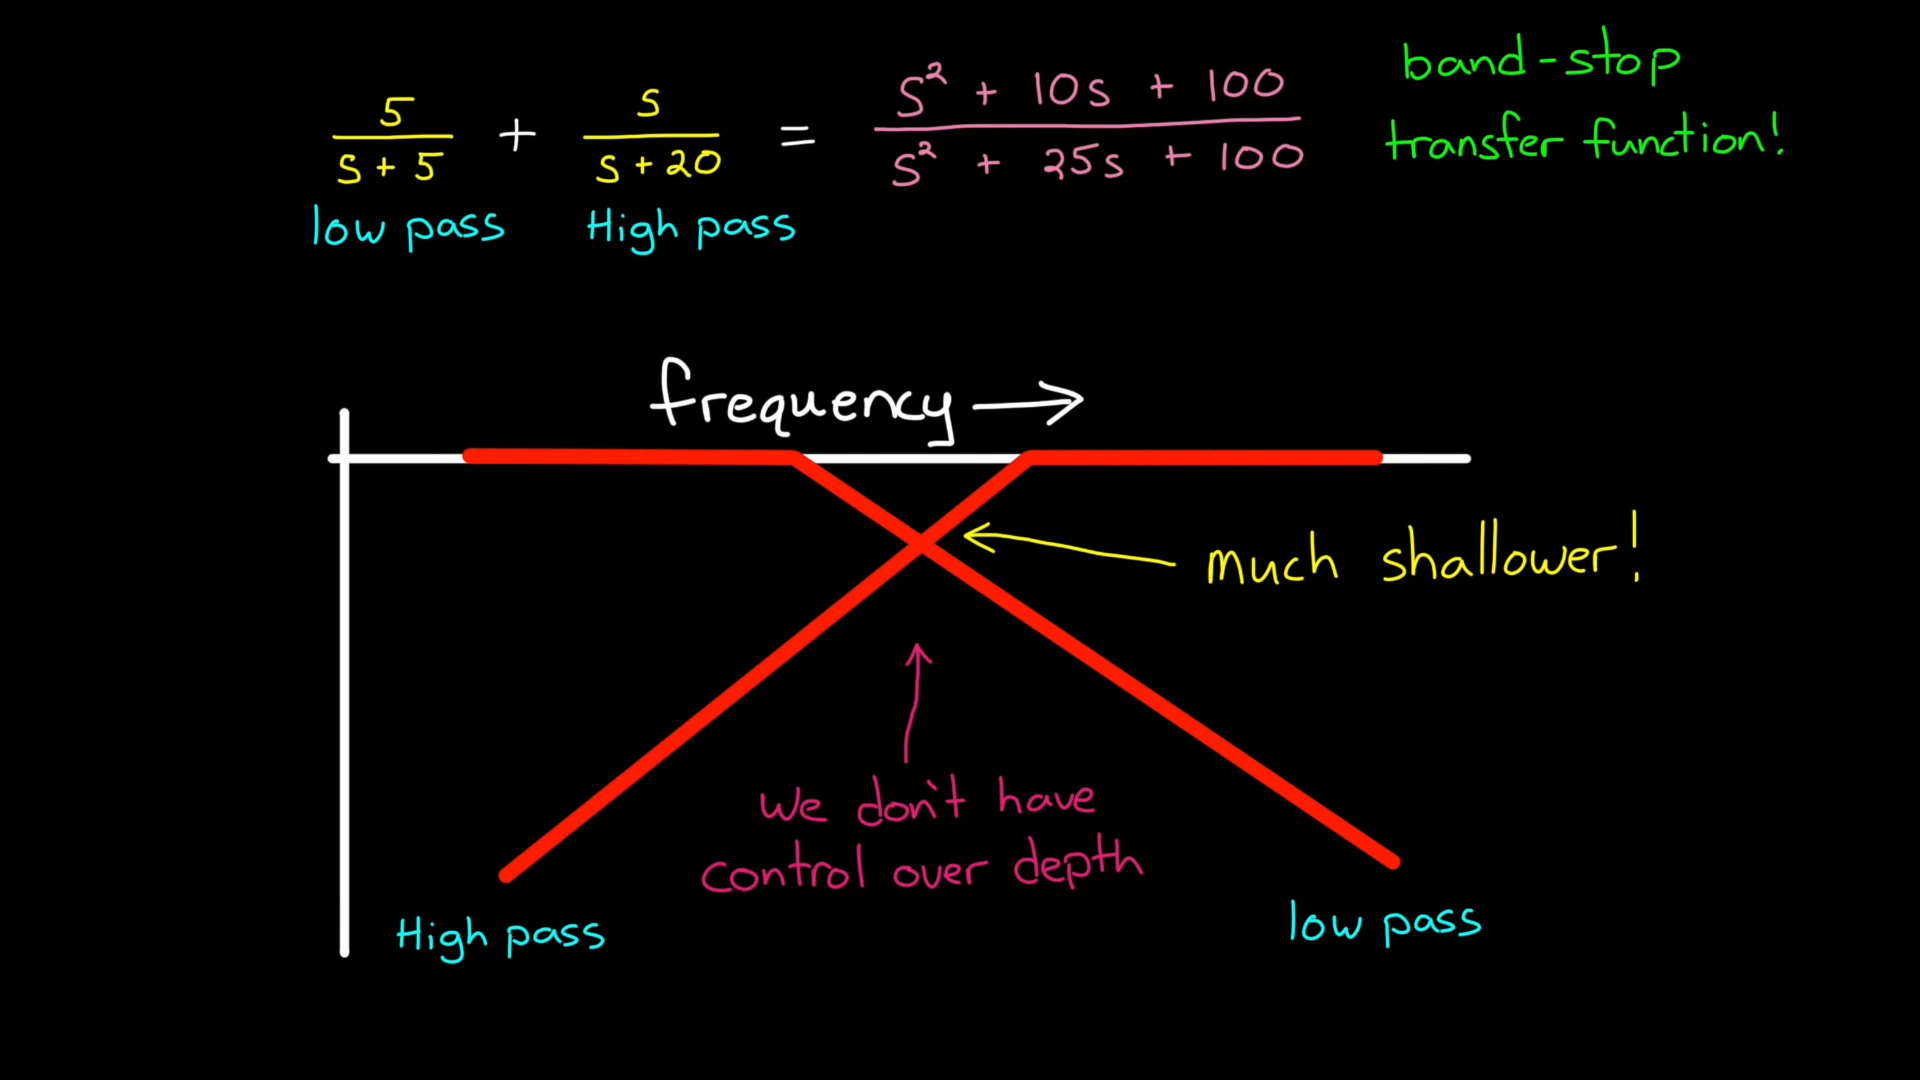 5/(s + 5) + s/(s + 20) = (s² + 10s + 100)/(s² + 25s + 100)
low pass
High pass
band-stop
transfer function!
frequency →
much shallower!
we don't have
control over depth
High pass
low pass